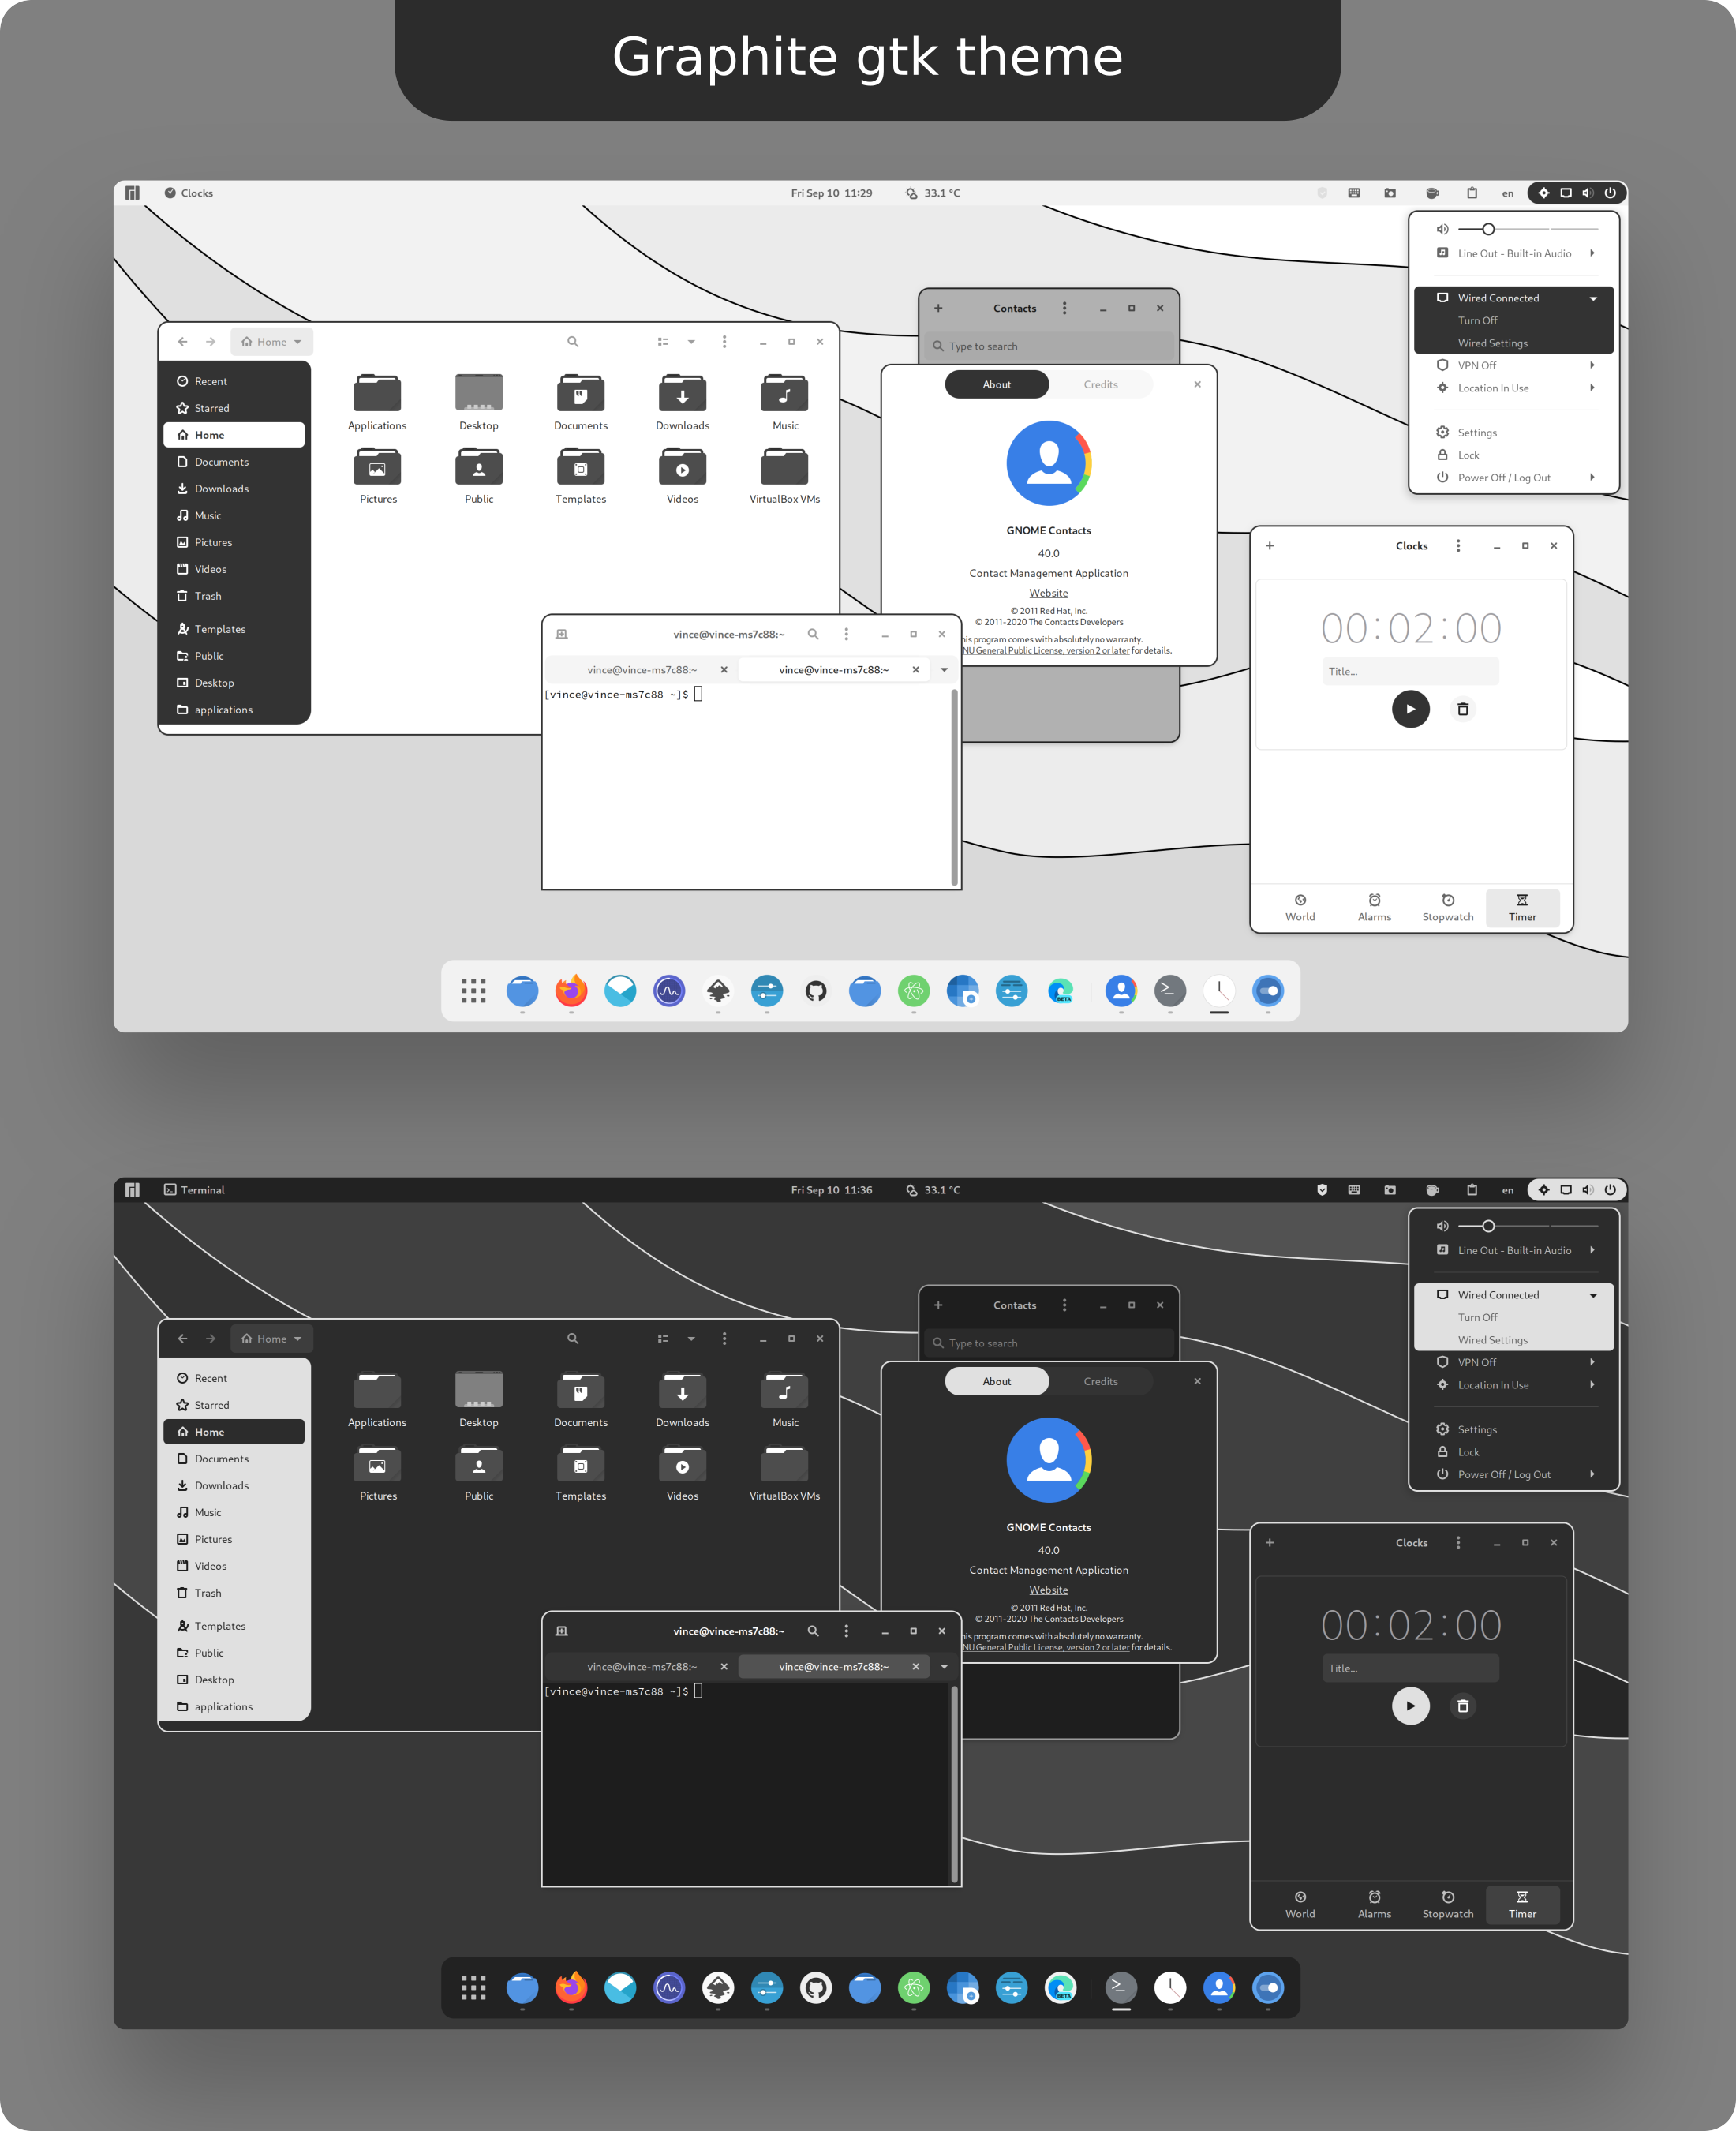 Graphite gtk theme
Clocks
Fri Sep 10 11:29
33.1 °C
en
Line Out - Built-in Audio
Wired Connected
Turn Off
Wired Settings
VPN Off
Location In Use
Settings
Lock
Power Off / Log Out
Home
Recent
Starred
Home
Documents
Downloads
Music
Pictures
Videos
Trash
Templates
Public
Desktop
applications
Applications
Desktop
Documents
Downloads
Music
Pictures
Public
Templates
Videos
VirtualBox VMs
Contacts
Type to search
About
Credits
GNOME Contacts
40.0
Contact Management Application
Website
© 2011 Red Hat, Inc.
© 2011-2020 The Contacts Developers
his program comes with absolutely no warranty.
NU General Public License, version 2 or later for details.
vince@vince-ms7c88:~
vince@vince-ms7c88:~
vince@vince-ms7c88:~
[vince@vince-ms7c88 ~]$
Clocks
00:02:00
Title...
World
Alarms
Stopwatch
Timer
BETA
Terminal
Fri Sep 10 11:36
33.1 °C
en
Line Out - Built-in Audio
Wired Connected
Turn Off
Wired Settings
VPN Off
Location In Use
Settings
Lock
Power Off / Log Out
Home
Recent
Starred
Home
Documents
Downloads
Music
Pictures
Videos
Trash
Templates
Public
Desktop
applications
Applications
Desktop
Documents
Downloads
Music
Pictures
Public
Templates
Videos
VirtualBox VMs
Contacts
Type to search
About
Credits
GNOME Contacts
40.0
Contact Management Application
Website
© 2011 Red Hat, Inc.
© 2011-2020 The Contacts Developers
his program comes with absolutely no warranty.
NU General Public License, version 2 or later for details.
vince@vince-ms7c88:~
vince@vince-ms7c88:~
vince@vince-ms7c88:~
[vince@vince-ms7c88 ~]$
Clocks
00:02:00
Title...
World
Alarms
Stopwatch
Timer
BETA